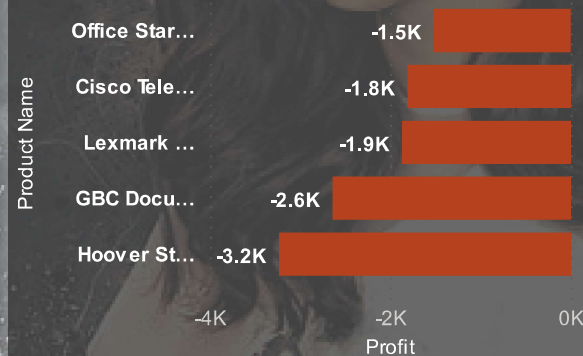 Office Star... -1.5K
Cisco Tele... -1.8K
Lexmark ... -1.9K
GBC Docu... -2.6K
Hoover St... -3.2K
Product Name
-4K -2K 0K
Profit